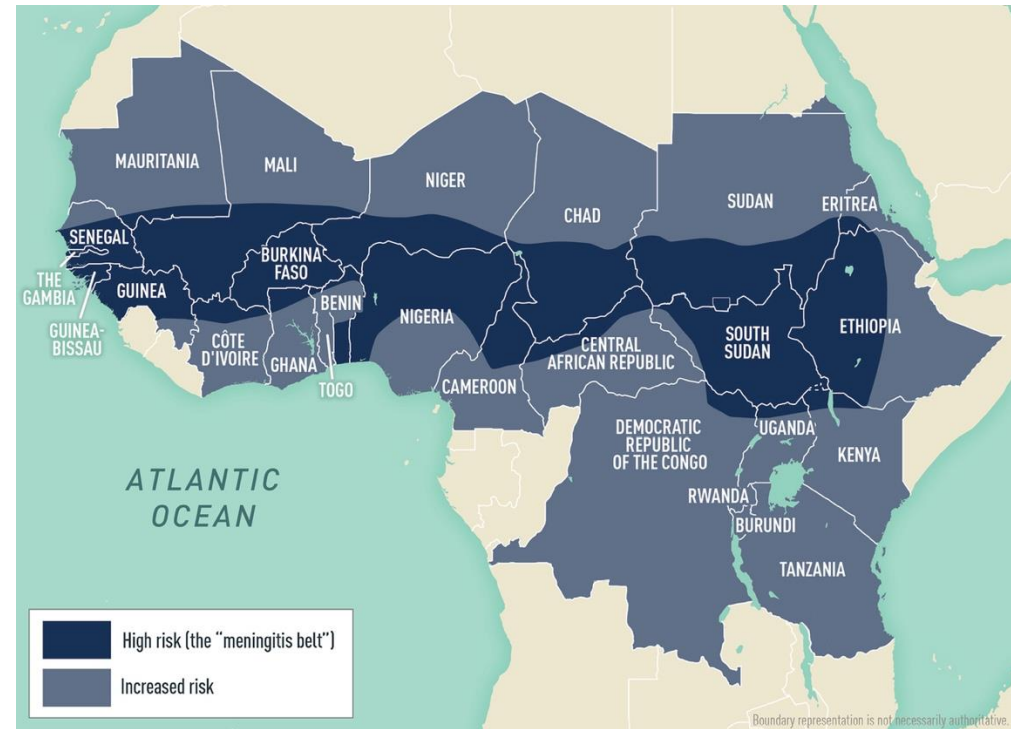 MAURITANIA
MALI
NIGER
CHAD
SUDAN
ERITREA
SENEGAL
THE
GAMBIA
GUINEA
GUINEA-
BISSAU
BURKINA
FASO
BENIN
NIGERIA
CÔTE
D'IVOIRE
GHANA
TOGO
CAMEROON
CENTRAL
AFRICAN REPUBLIC
SOUTH
SUDAN
ETHIOPIA
DEMOCRATIC
REPUBLIC
OF THE CONGO
UGANDA
KENYA
RWANDA
BURUNDI
TANZANIA
ATLANTIC
OCEAN
High risk (the "meningitis belt")
Increased risk
Boundary representation is not necessarily authoritative.